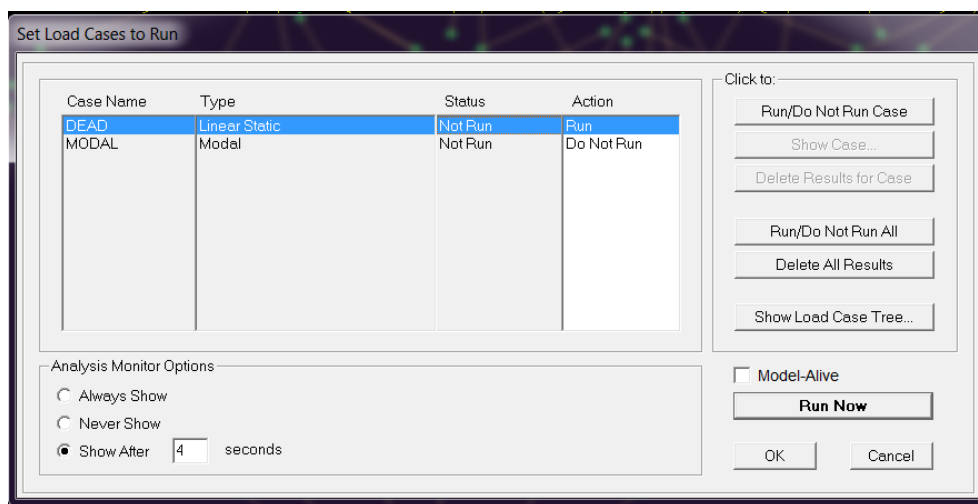 Set Load Cases to Run
Case Name Type Status Action
DEAD Linear Static Not Run Run
MODAL Modal Not Run Do Not Run
Click to:
Run/Do Not Run Case
Show Case...
Delete Results for Case
Run/Do Not Run All
Delete All Results
Show Load Case Tree...
Analysis Monitor Options
Always Show
Never Show
Show After 4 seconds
Model-Alive
Run Now
OK Cancel